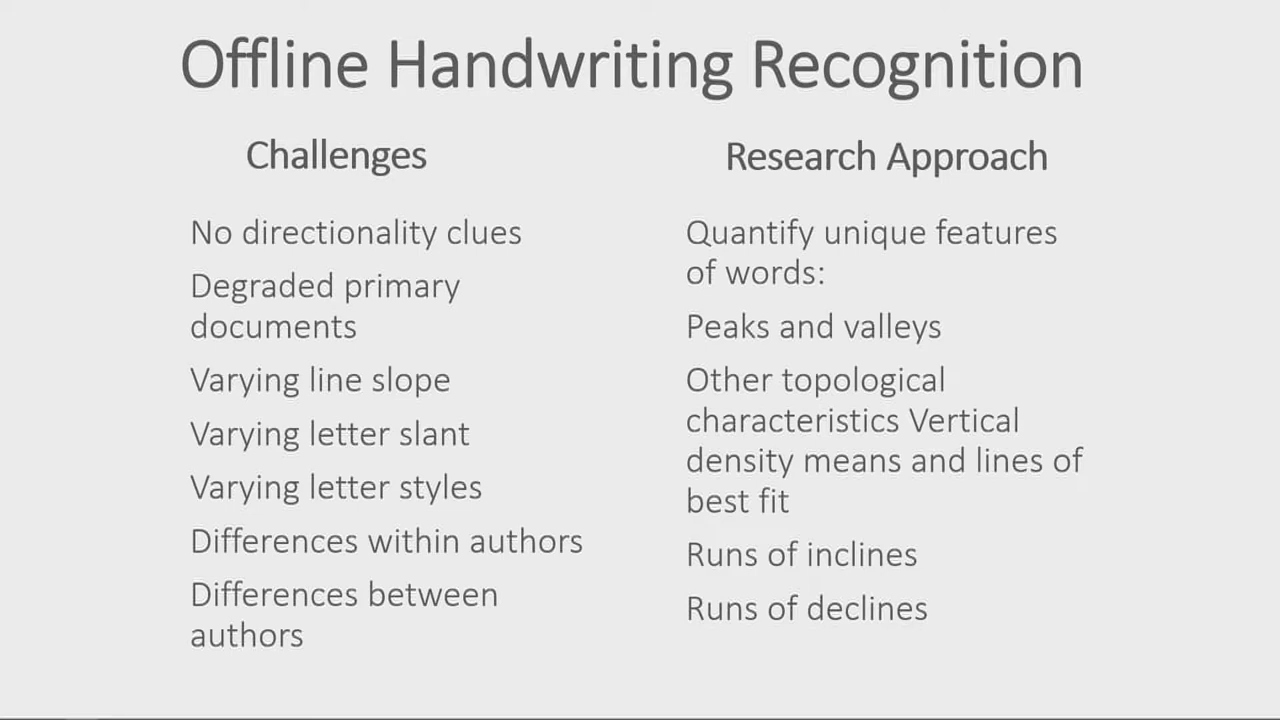 Offline Handwriting Recognition
Challenges
No directionality clues
Degraded primary
documents
Varying line slope
Varying letter slant
Varying letter styles
Differences within authors
Differences between
authors
Research Approach
Quantify unique features
of words:
Peaks and valleys
Other topological
characteristics Vertical
density means and lines of
best fit
Runs of inclines
Runs of declines